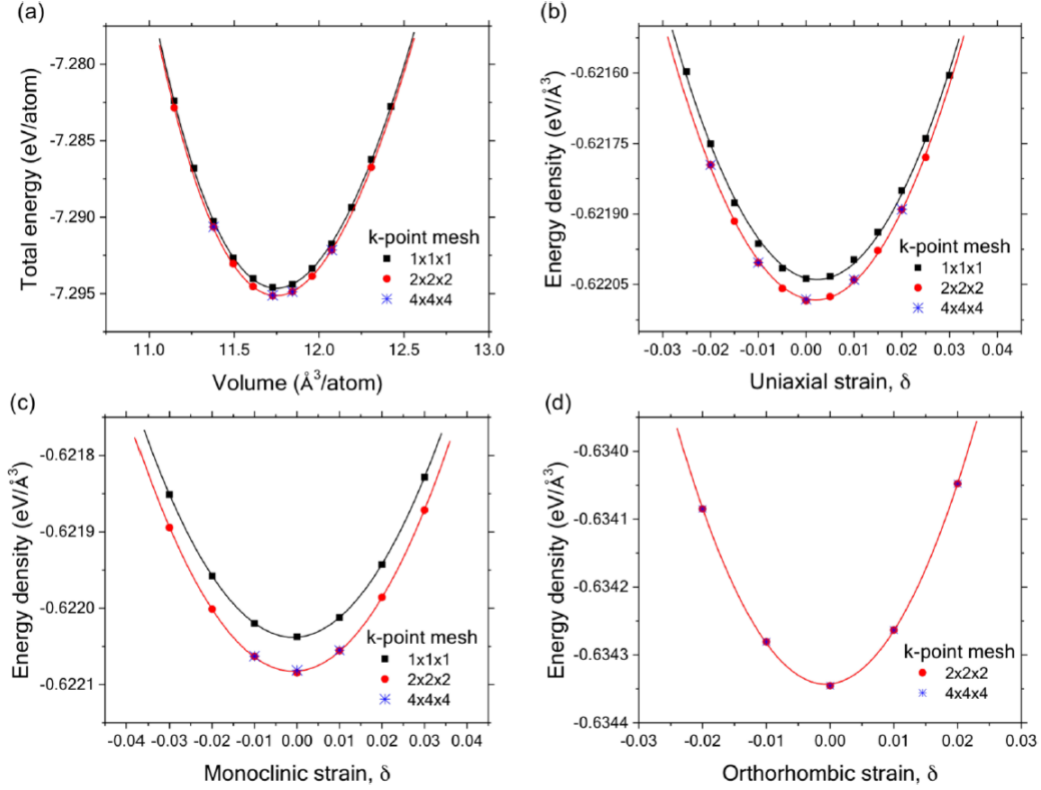 (a)
Total energy (eV/atom)
-7.280
-7.285
-7.290
-7.295
k-point mesh
1x1x1
2x2x2
4x4x4
11.0 11.5 12.0 12.5 13.0
Volume (Å³/atom)
(b)
Energy density (eV/Å³)
-0.62160
-0.62175
-0.62190
-0.62205
k-point mesh
1x1x1
2x2x2
4x4x4
-0.03 -0.02 -0.01 0.00 0.01 0.02 0.03 0.04
Uniaxial strain, δ
(c)
Energy density (eV/Å³)
-0.6218
-0.6219
-0.6220
-0.6221
k-point mesh
1x1x1
2x2x2
4x4x4
-0.04 -0.03 -0.02 -0.01 0.00 0.01 0.02 0.03 0.04
Monoclinic strain, δ
(d)
Energy density (eV/Å³)
-0.6340
-0.6341
-0.6342
-0.6343
-0.6344
k-point mesh
2x2x2
4x4x4
-0.03 -0.02 -0.01 0.00 0.01 0.02 0.03
Orthorhombic strain, δ